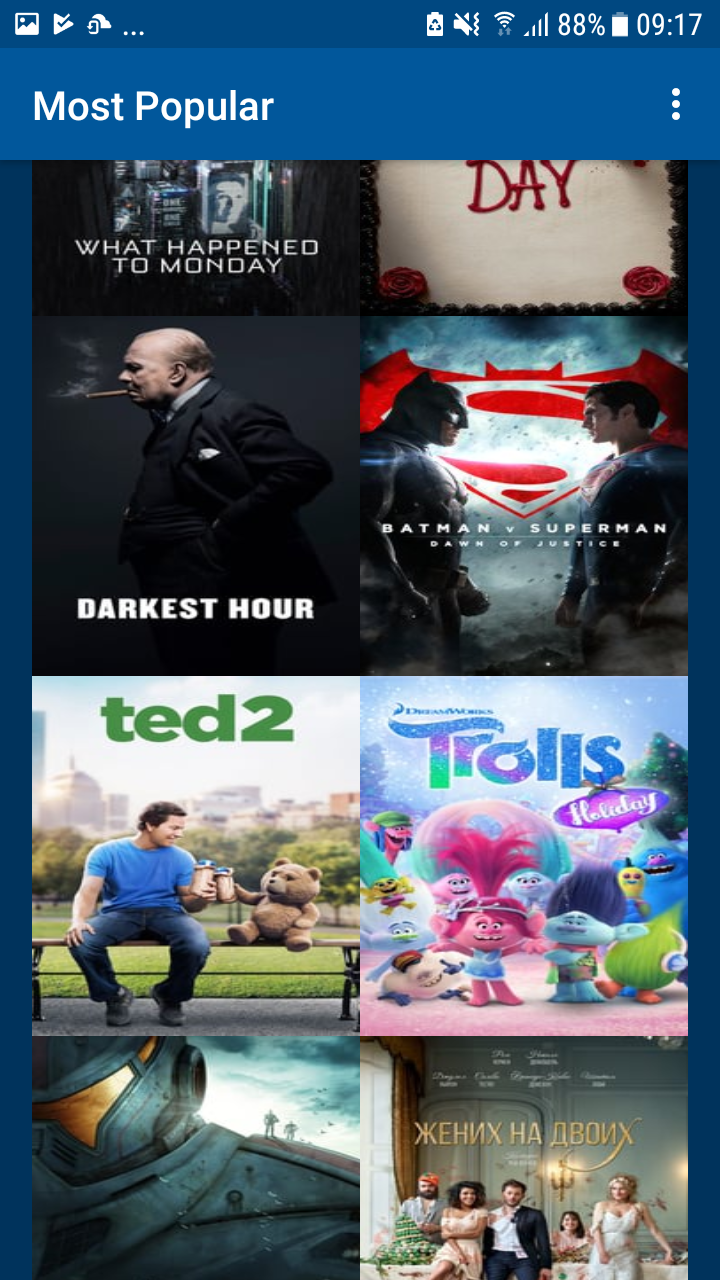 ... 88% 09:17
Most Popular
WHAT HAPPENED
TO MONDAY
DAY
DARKEST HOUR
BATMAN v SUPERMAN
DAWN OF JUSTICE
ted2
DREAMWORKS
Trolls
Holiday
ЖЕНИХ НА ДВОИХ